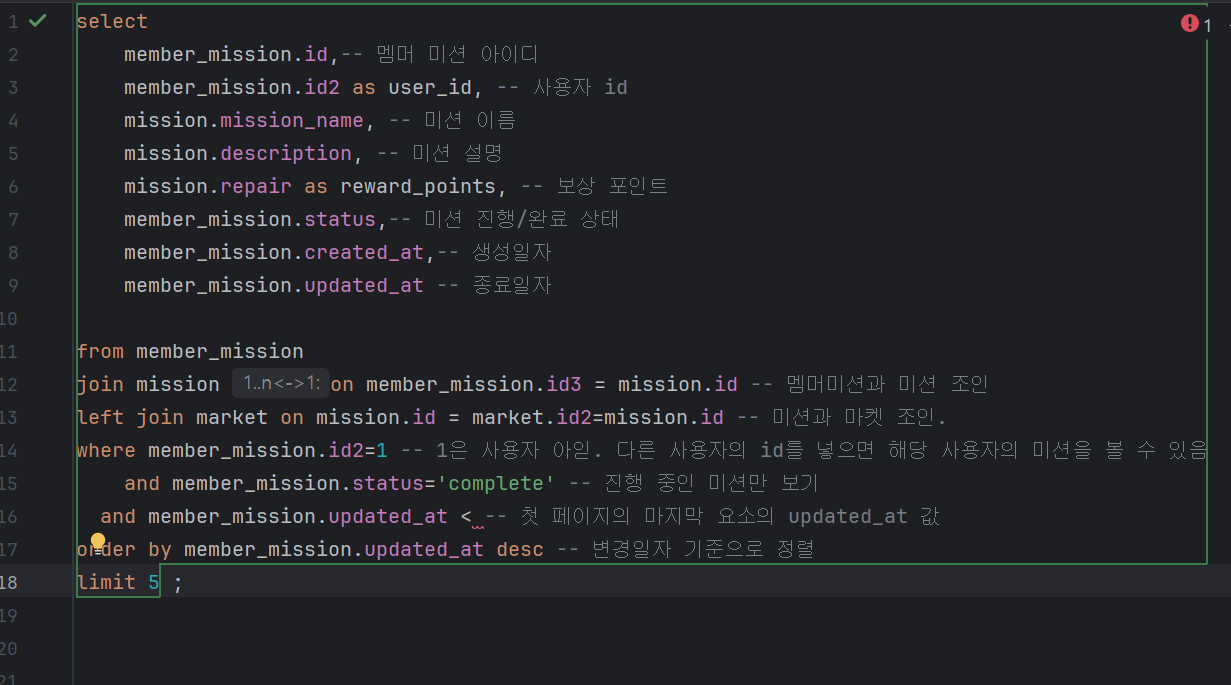 1 select 1
2 member_mission.id,-- 멤머 미션 아이디
3 member_mission.id2 as user_id, -- 사용자 id
4 mission.mission_name, -- 미션 이름
5 mission.description, -- 미션 설명
6 mission.repair as reward_points, -- 보상 포인트
7 member_mission.status,-- 미션 진행/완료 상태
8 member_mission.created_at,-- 생성일자
9 member_mission.updated_at -- 종료일자
10
11 from member_mission
12 join mission 1..n<->1: on member_mission.id3 = mission.id -- 멤머미션과 미션 조인
13 left join market on mission.id = market.id2=mission.id -- 미션과 마켓 조인.
14 where member_mission.id2=1 -- 1은 사용자 아읻. 다른 사용자의 id를 넣으면 해당 사용자의 미션을 볼 수 있음
15 and member_mission.status='complete' -- 진행 중인 미션만 보기
16 and member_mission.updated_at < -- 첫 페이지의 마지막 요소의 updated_at 값
17 order by member_mission.updated_at desc -- 변경일자 기준으로 정렬
18 limit 5 ;
19
20
21